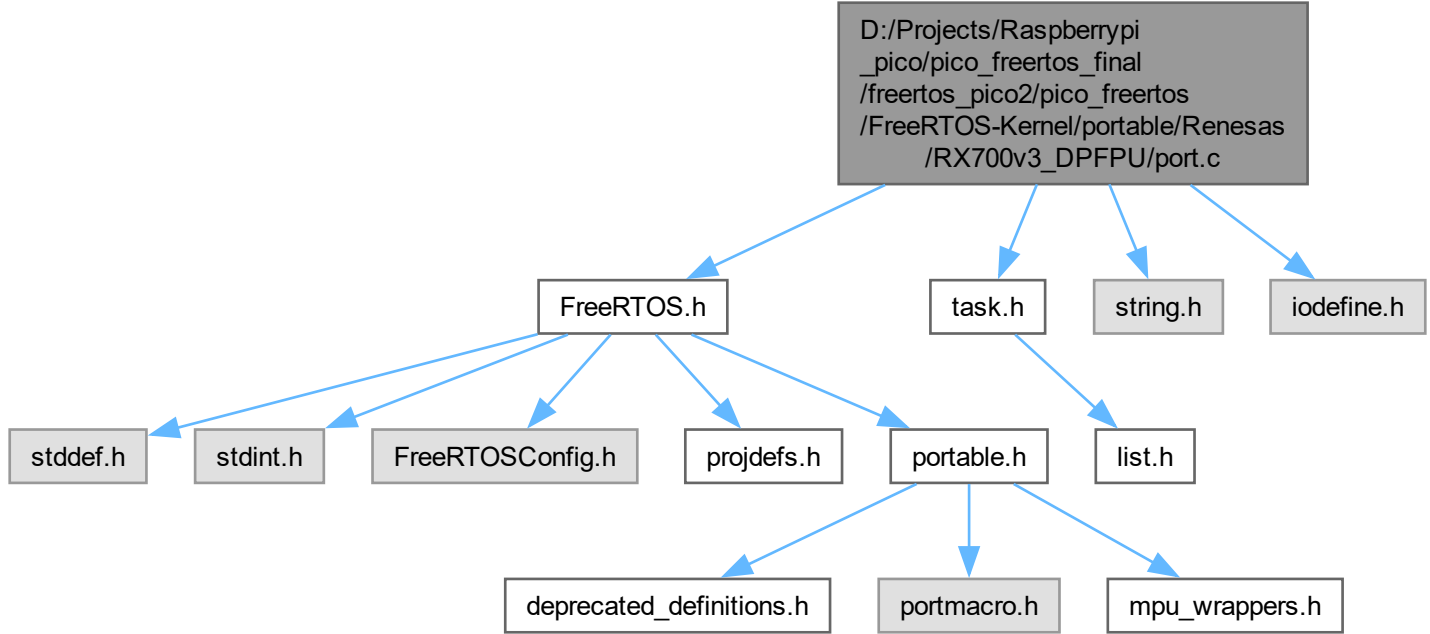 D:/Projects/Raspberrypi
_pico/pico_freertos_final
/freertos_pico2/pico_freertos
/FreeRTOS-Kernel/portable/Renesas
/RX700v3_DPFPU/port.c
FreeRTOS.h
task.h
string.h
iodefine.h
stddef.h
stdint.h
FreeRTOSConfig.h
projdefs.h
portable.h
list.h
deprecated_definitions.h
portmacro.h
mpu_wrappers.h